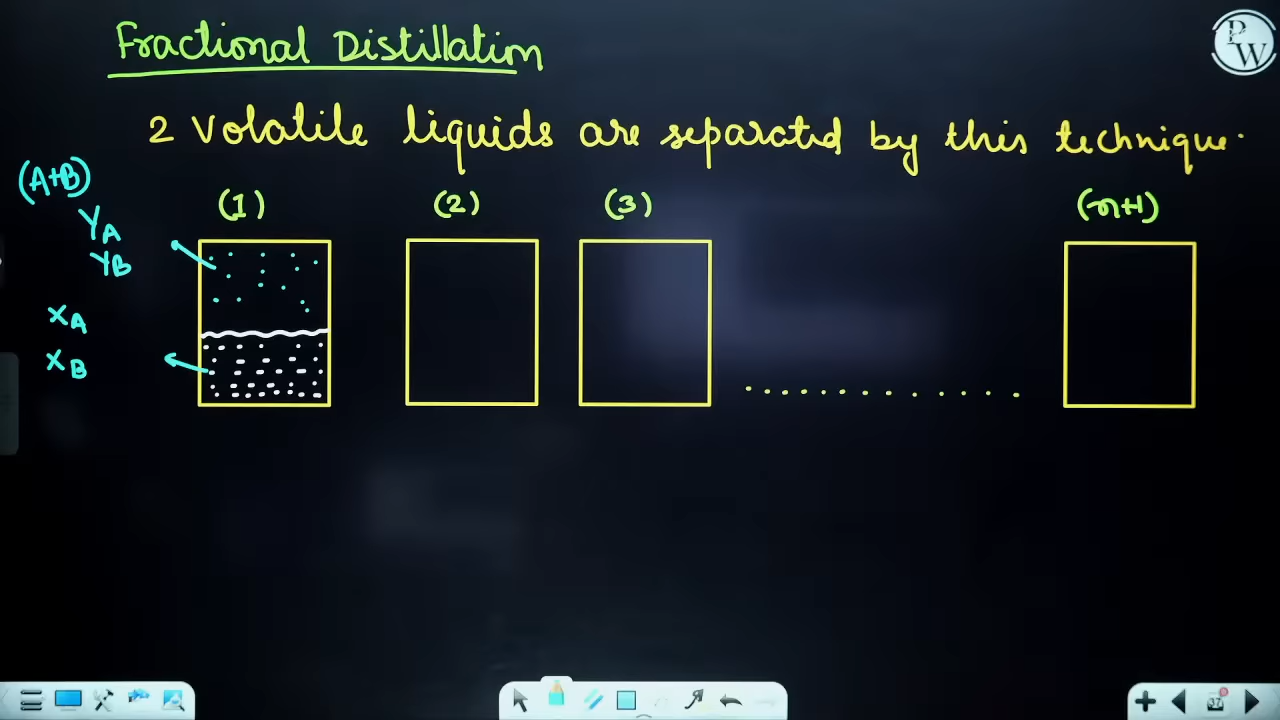 Fractional Distillation
P
W
2 Volatile liquids are separated by this technique.
(A+B)
(1) (2) (3) (n+1)
YA
YB
XA
XB